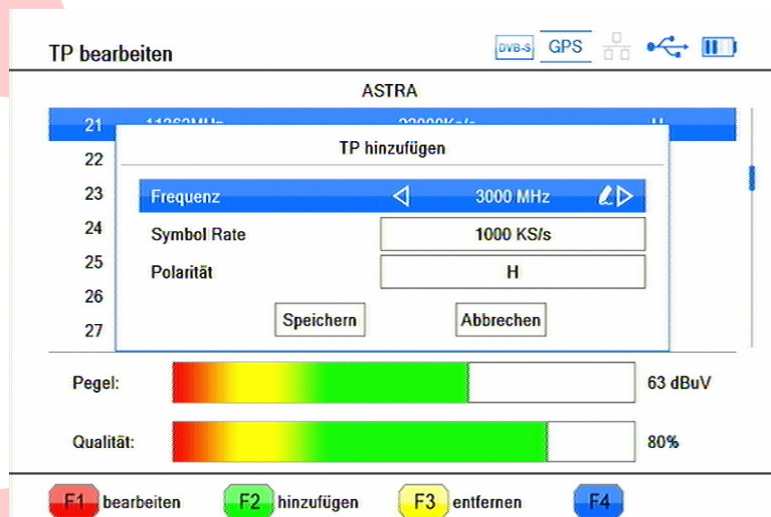 TP bearbeiten DVB-S GPS
ASTRA
21
TP hinzufügen
22
23 Frequenz 3000 MHz
24 Symbol Rate 1000 KS/s
25 Polarität H
26
27 Speichern Abbrechen
Pegel: 63 dBuV
Qualität: 80%
F1 bearbeiten F2 hinzufügen F3 entfernen F4